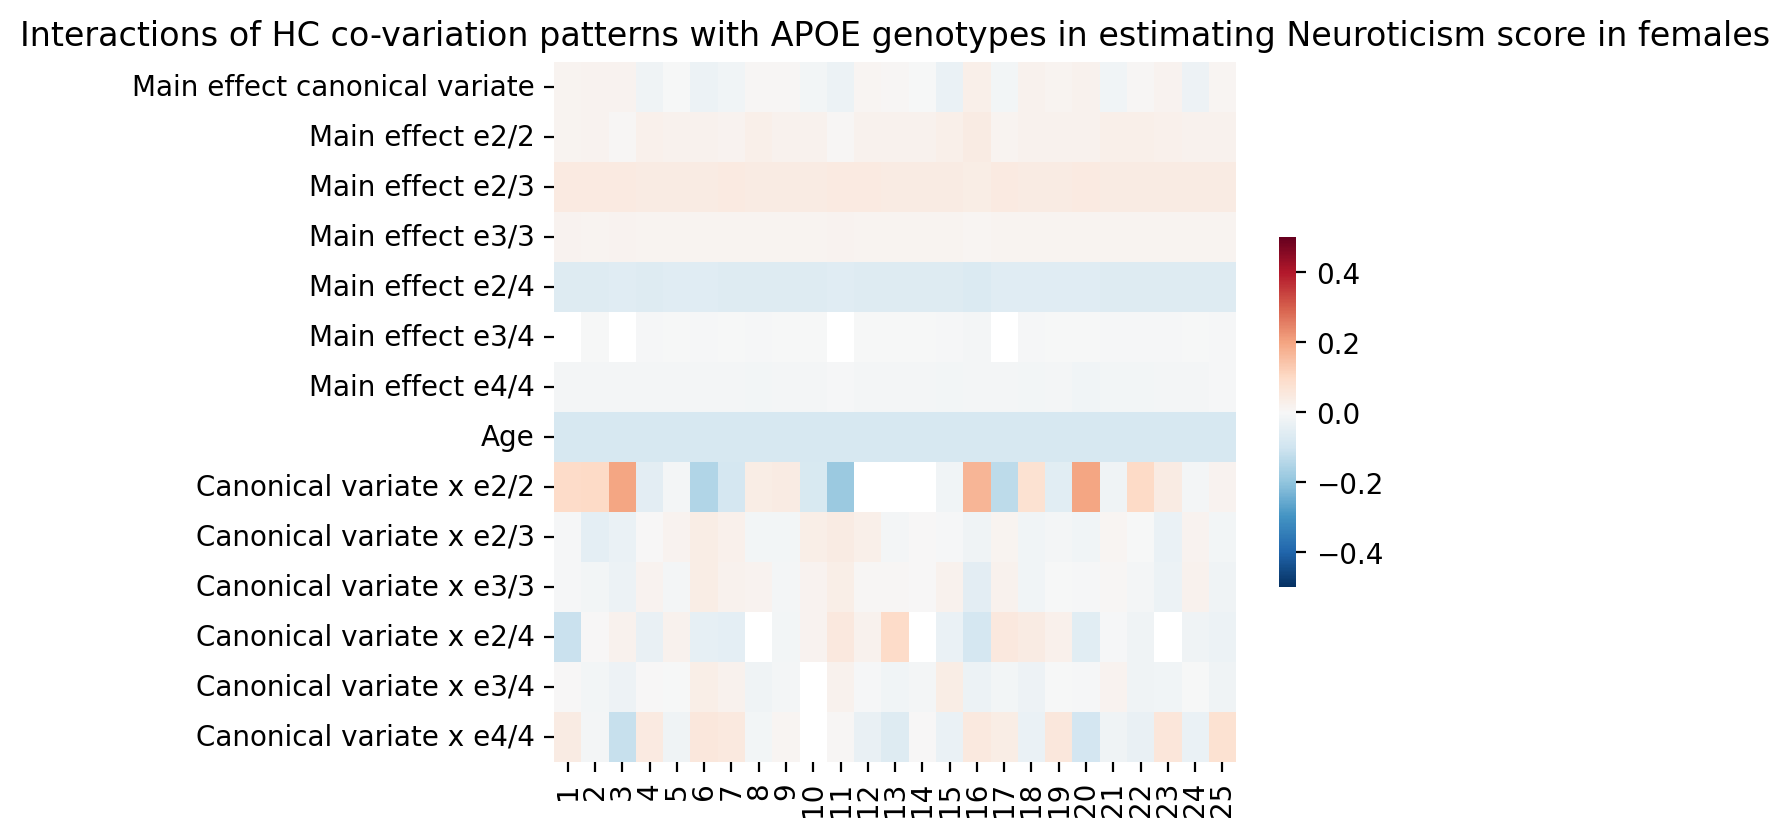 Interactions of HC co-variation patterns with APOE genotypes in estimating Neuroticism score in females
Main effect canonical variate
Main effect e2/2
Main effect e2/3
Main effect e3/3
Main effect e2/4
Main effect e3/4
Main effect e4/4
Age
Canonical variate x e2/2
Canonical variate x e2/3
Canonical variate x e3/3
Canonical variate x e2/4
Canonical variate x e3/4
Canonical variate x e4/4
1
2
3
4
5
6
7
8
9
10
11
12
13
14
15
16
17
18
19
20
21
22
23
24
25
0.4
0.2
0.0
−0.2
−0.4